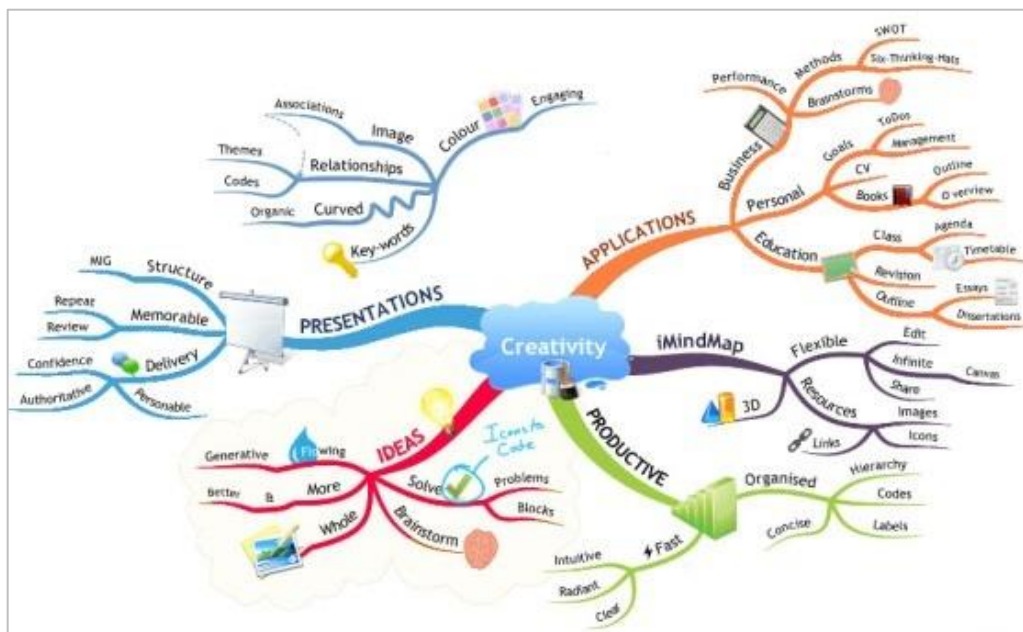 Creativity
APPLICATIONS
Business
Performance
Methods
SWOT
Six-Thinking-Hats
Brainstorms
Personal
Goals
ToDos
Management
CV
Books
Outline
Overview
Education
Class
Agenda
Timetable
Revision
Outline
Essays
Dissertations
iMindMap
Flexible
Edit
Infinite
Canvas
Share
Resources
Images
Icons
Links
3D
PRODUCTIVE
Organised
Hierarchy
Codes
Labels
Concise
Fast
Intuitive
Radiant
Clear
IDEAS
Flowing
Generative
More
&
Better
Whole
Brainstorm
Solve
Problems
Blocks
Icons to
Code
PRESENTATIONS
Structure
MIG
Memorable
Repeat
Review
Delivery
Confidence
Authoritative
Personable
Colour
Engaging
Image
Associations
Relationships
Themes
Codes
Curved
Organic
Key-words